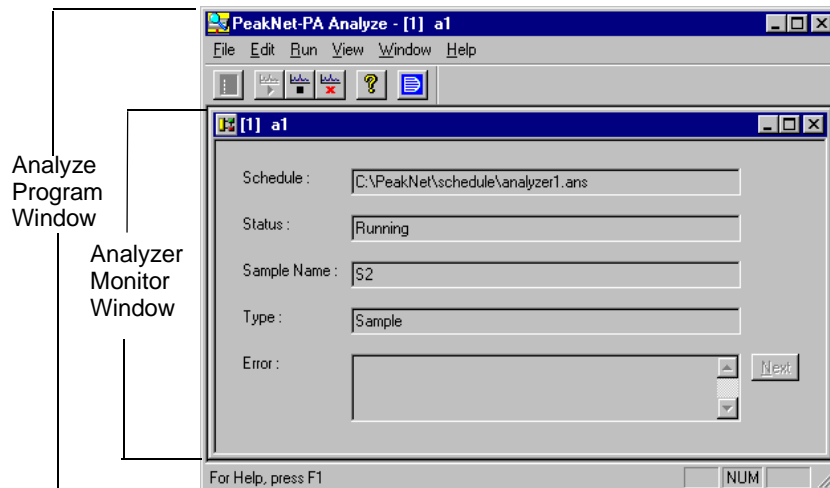 PeakNet-PA Analyze - [1] a1
File Edit Run View Window Help
[1] a1
Analyze
Program
Window
Analyzer
Monitor
Window
Schedule : C:\PeakNet\schedule\analyzer1.ans
Status : Running
Sample Name : S2
Type : Sample
Error :
Next
For Help, press F1
NUM